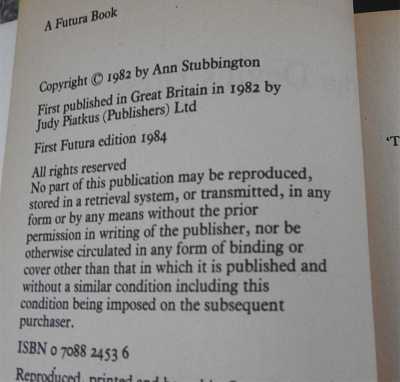 A Futura Book
Copyright © 1982 by Ann Stubbington
First published in Great Britain in 1982 by
Judy Piatkus (Publishers) Ltd
First Futura edition 1984
All rights reserved
No part of this publication may be reproduced,
stored in a retrieval system, or transmitted, in any
form or by any means without the prior
permission in writing of the publisher, nor be
otherwise circulated in any form of binding or
cover other than that in which it is published and
without a similar condition including this
condition being imposed on the subsequent
purchaser.
ISBN 0 7088 2453 6
Reproduced, printed and
'T